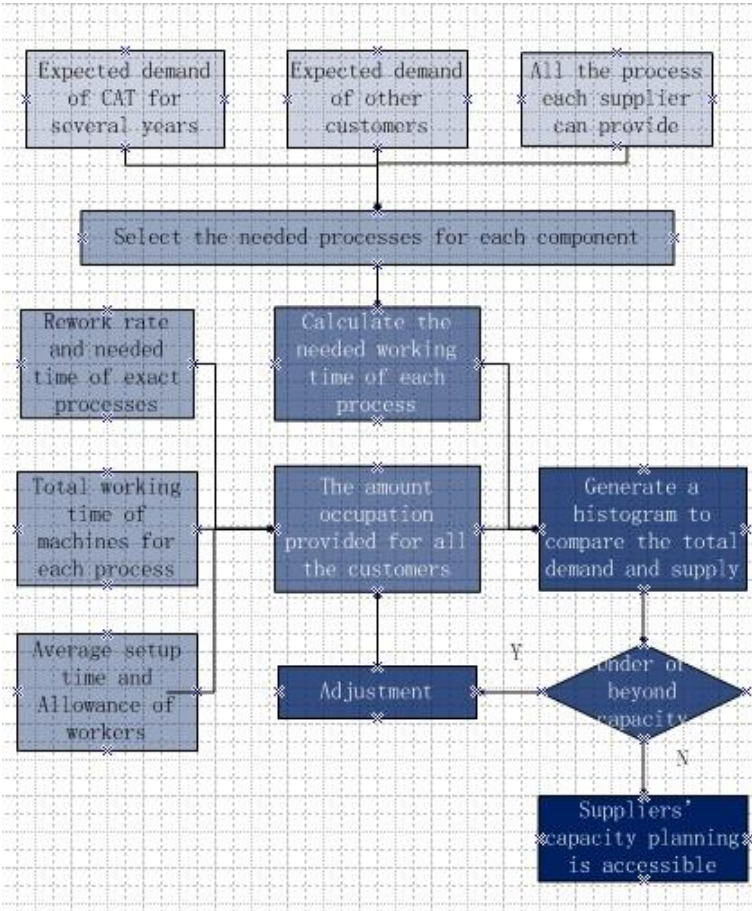 Expected demand
of CAT for
several years
Expected demand
of other
customers
All the process
each supplier
can provide
Select the needed processes for each component
Rework rate
and needed
time of exact
processes
Calculate the
needed working
time of each
process
Total working
time of
machines for
each process
The amount
occupation
provided for all
the customers
Generate a
histogram to
compare the total
demand and supply
Average setup
time and
Allowance of
workers
Adjustment
Y
Under or
beyond
capacity
N
Suppliers'
capacity planning
is accessible